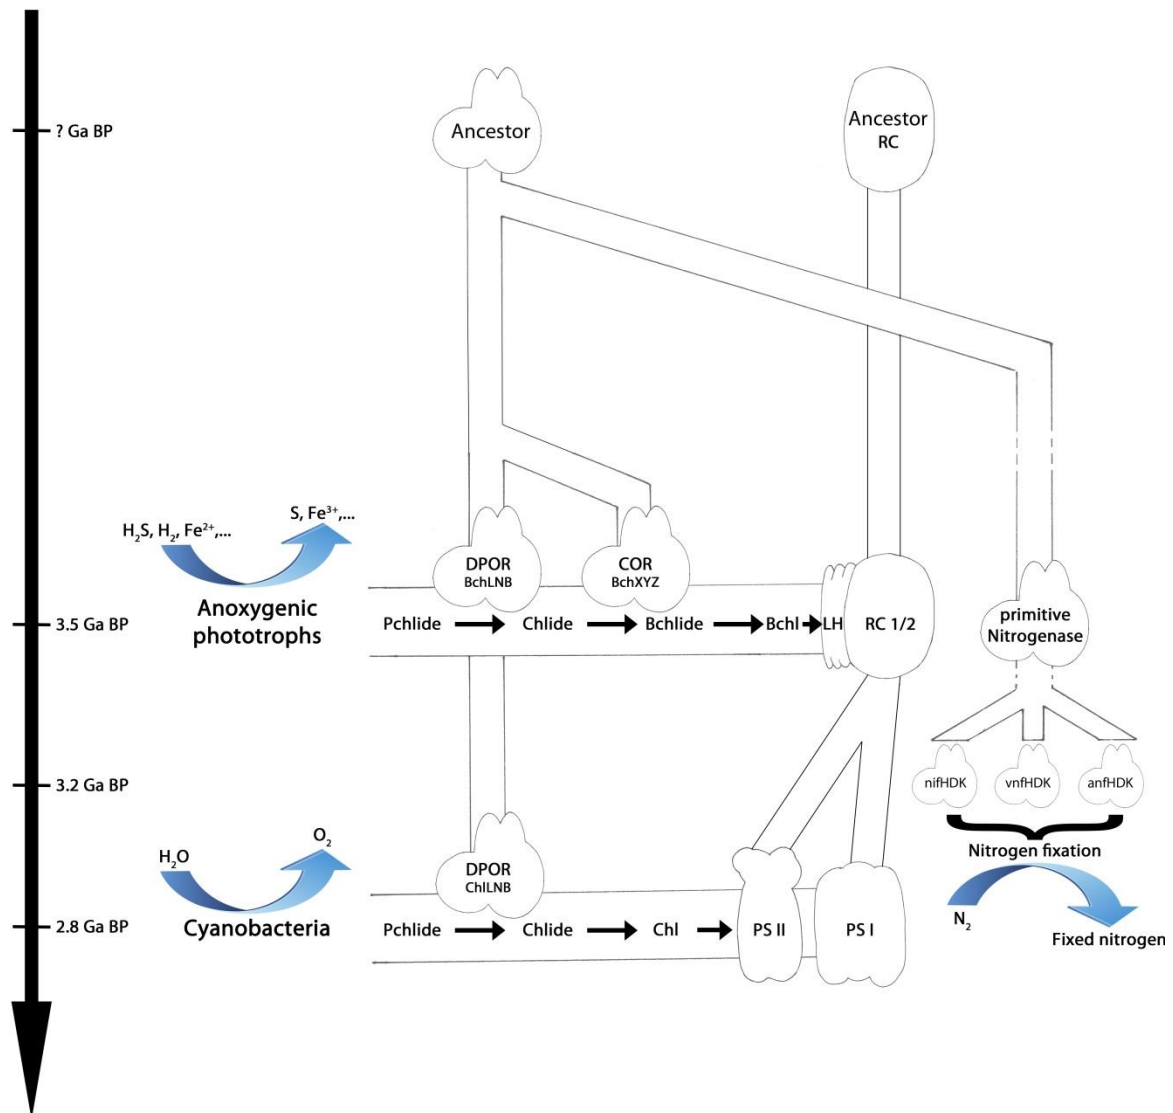 ? Ga BP
Ancestor
Ancestor
RC
H₂S, H₂, Fe²⁺,...
S, Fe³⁺,...
Anoxygenic
phototrophs
DPOR
BchLNB
COR
BchXYZ
3.5 Ga BP
Pchlide
Chlide
Bchlide
Bchl
LH
RC 1/2
primitive
Nitrogenase
3.2 Ga BP
nifHDK
vnfHDK
anfHDK
Nitrogen fixation
N₂
Fixed nitrogen
H₂O
O₂
Cyanobacteria
DPOR
ChlLNB
2.8 Ga BP
Pchlide
Chlide
Chl
PS II
PS I